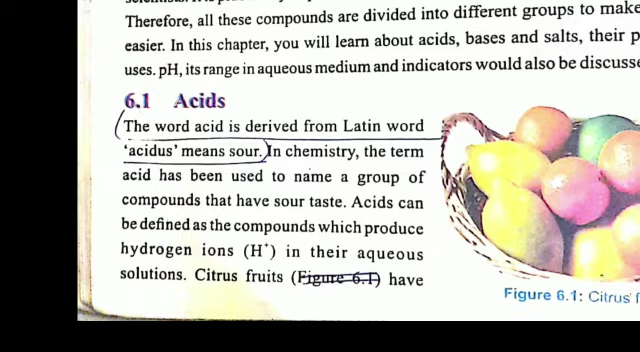 Therefore, all these compounds are divided into different groups to make
easier. In this chapter, you will learn about acids, bases and salts, their
uses. pH, its range in aqueous medium and indicators would also be
6.1 Acids
The word acid is derived from Latin word
'acidus' means sour. In chemistry, the term
acid has been used to name a group of
compounds that have sour taste. Acids can
be defined as the compounds which produce
hydrogen ions (H⁺) in their aqueous
solutions. Citrus fruits (Figure 6.1) have
Figure 6.1: Citrus